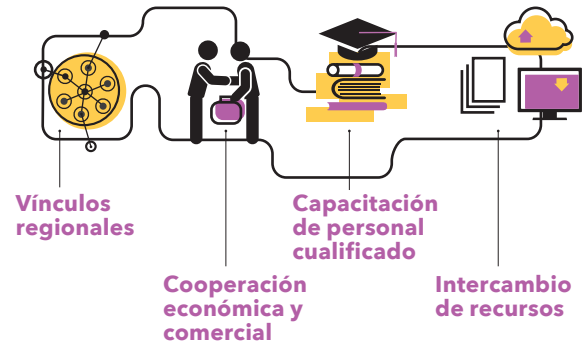 Vínculos
regionales
Cooperación
económica y
comercial
Capacitación
de personal
cualificado
Intercambio
de recursos